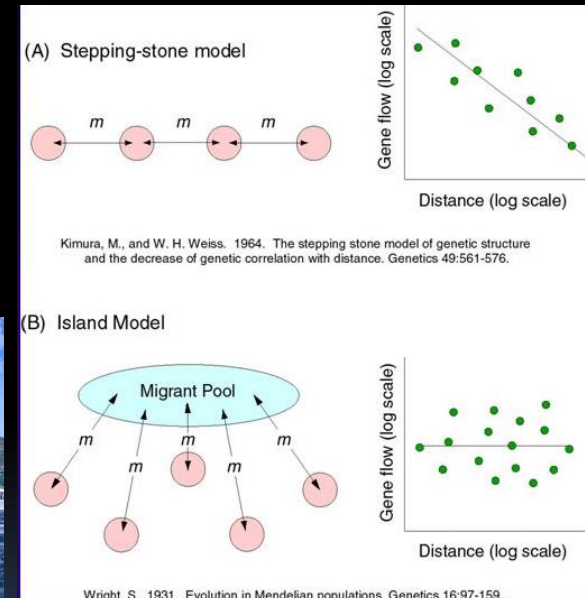 (A) Stepping-stone model
m m m
Gene flow (log scale)
Distance (log scale)
Kimura, M., and W. H. Weiss. 1964. The stepping stone model of genetic structure
and the decrease of genetic correlation with distance. Genetics 49:561-576.
(B) Island Model
Migrant Pool
m m m m m
Gene flow (log scale)
Distance (log scale)
Wright, S. 1931. Evolution in Mendelian populations. Genetics 16:97-159.